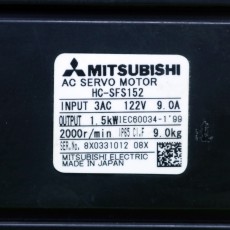 MITSUBISHI
AC SERVO MOTOR
HC-SFS152
INPUT 3AC 122V 9.0A
OUTPUT 1.5kW IEC60034-1'99
2000r/min IP65 Cl.F 9.0kg
SER.No. 8X0331012 08X
MITSUBISHI ELECTRIC
MADE IN JAPAN